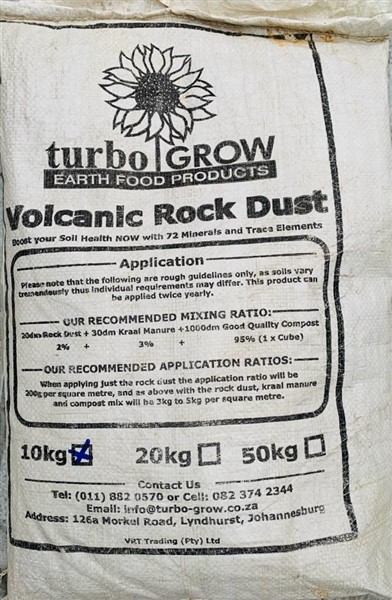 turbo GROW
EARTH FOOD PRODUCTS
Volcanic Rock Dust
Boost your Soil Health NOW with 72 Minerals and Trace Elements
Application
Please note that the following are rough guidelines only, as soils vary
tremendously thus individual requirements may differ. This product can
be applied twice yearly.
OUR RECOMMENDED MIXING RATIO:
20dm Rock Dust + 30dm Kraal Manure + 1000dm Good Quality Compost
2% + 3% + 95% (1 x Cube)
OUR RECOMMENDED APPLICATION RATIOS:
When applying just the rock dust the application ratio will be
200g per square metre, and as above with the rock dust, kraal manure
and compost mix will be 3kg to 5kg per square metre.
10kg 20kg 50kg
Contact Us
Tel: (011) 882 0570 or Cell: 082 374 2344
Email: info@turbo-grow.co.za
Address: 126a Morkel Road, Lyndhurst, Johannesburg
VRT Trading (Pty) Ltd